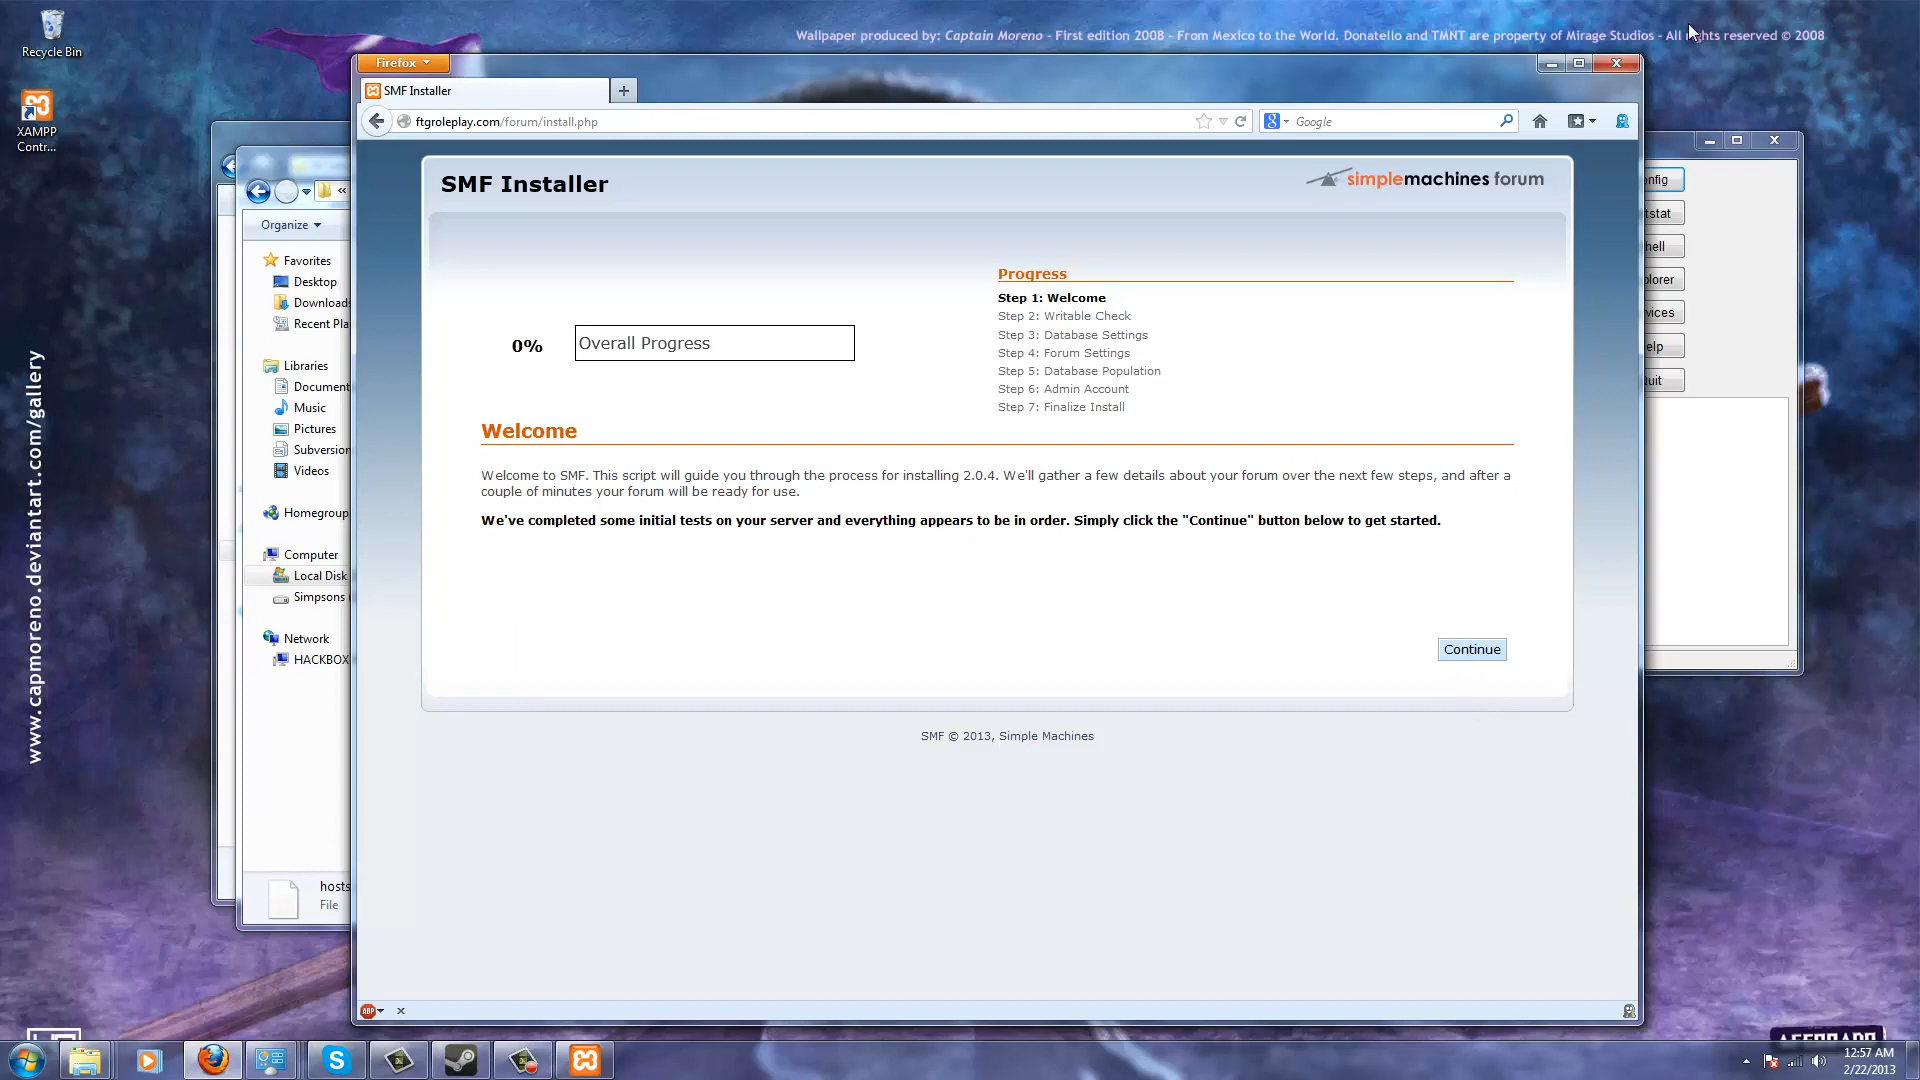 Recycle Bin
XAMPP
Contr...
www.capmoreno.deviantart.com/gallery
Wallpaper produced by: Captain Moreno - First edition 2008 - From Mexico to the World. Donatello and TMNT are property of Mirage Studios - All rights reserved © 2008
Firefox
SMF Installer
ftgroleplay.com/forum/install.php
Google
SMF Installer
simplemachines forum
Progress
Step 1: Welcome
Step 2: Writable Check
Step 3: Database Settings
Step 4: Forum Settings
Step 5: Database Population
Step 6: Admin Account
Step 7: Finalize Install
0%
Overall Progress
Welcome
Welcome to SMF. This script will guide you through the process for installing 2.0.4. We'll gather a few details about your forum over the next few steps, and after a
couple of minutes your forum will be ready for use.
We've completed some initial tests on your server and everything appears to be in order. Simply click the "Continue" button below to get started.
Continue
SMF © 2013, Simple Machines
Organize
Favorites
Desktop
Downloads
Recent Pla
Libraries
Document
Music
Pictures
Subversion
Videos
Homegroup
Computer
Local Disk
Simpsons
Network
HACKBOX
hosts
File
nfig
tstat
hell
plorer
vices
elp
Quit
ABP
12:57 AM
2/22/2013